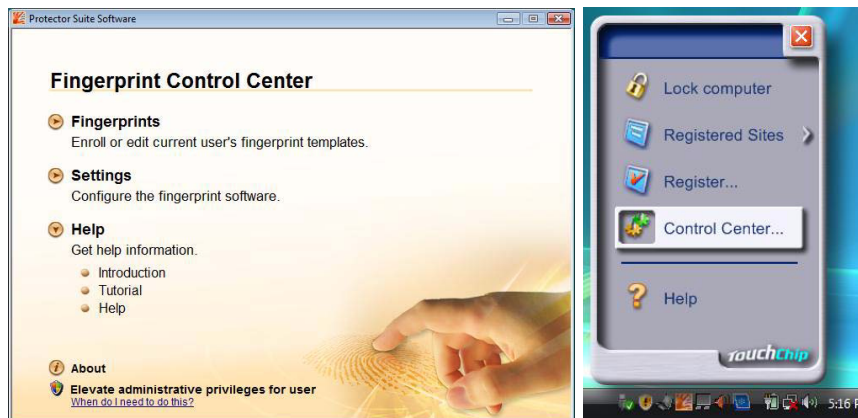 Protector Suite Software
Fingerprint Control Center
Fingerprints
Enroll or edit current user's fingerprint templates.
Settings
Configure the fingerprint software.
Help
Get help information.
Introduction
Tutorial
Help
About
Elevate administrative privileges for user
When do I need to do this?
Lock computer
Registered Sites
Register...
Control Center...
Help
TouchChip
5:16 P